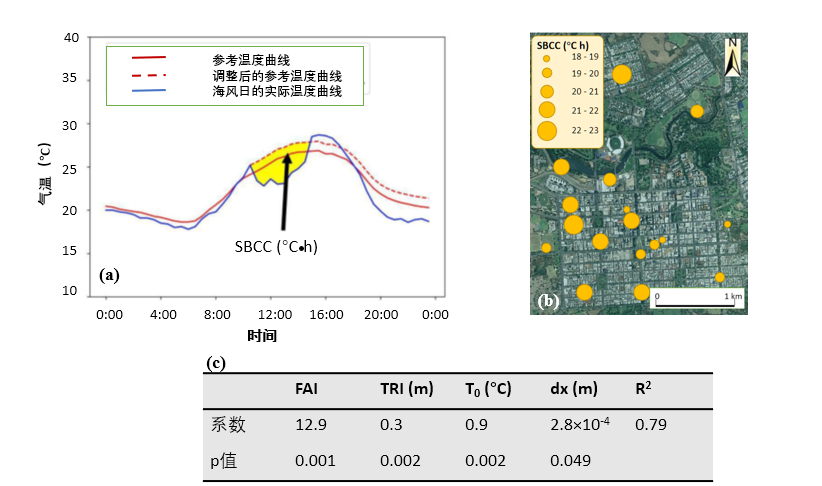 40
35
30
25
20
15
10
气温（°C）
参考温度曲线
调整后的参考温度曲线
海风日的实际温度曲线
SBCC (°C•h)
(a)
0:00 4:00 8:00 12:00 16:00 20:00 0:00
时间
SBCC (°C h)
18 - 19
19 - 20
20 - 21
21 - 22
22 - 23
N
(b)
0 1 km
(c)
FAI TRI (m) T₀ (°C) dx (m) R²
系数 12.9 0.3 0.9 2.8×10⁻⁴ 0.79
p值 0.001 0.002 0.002 0.049